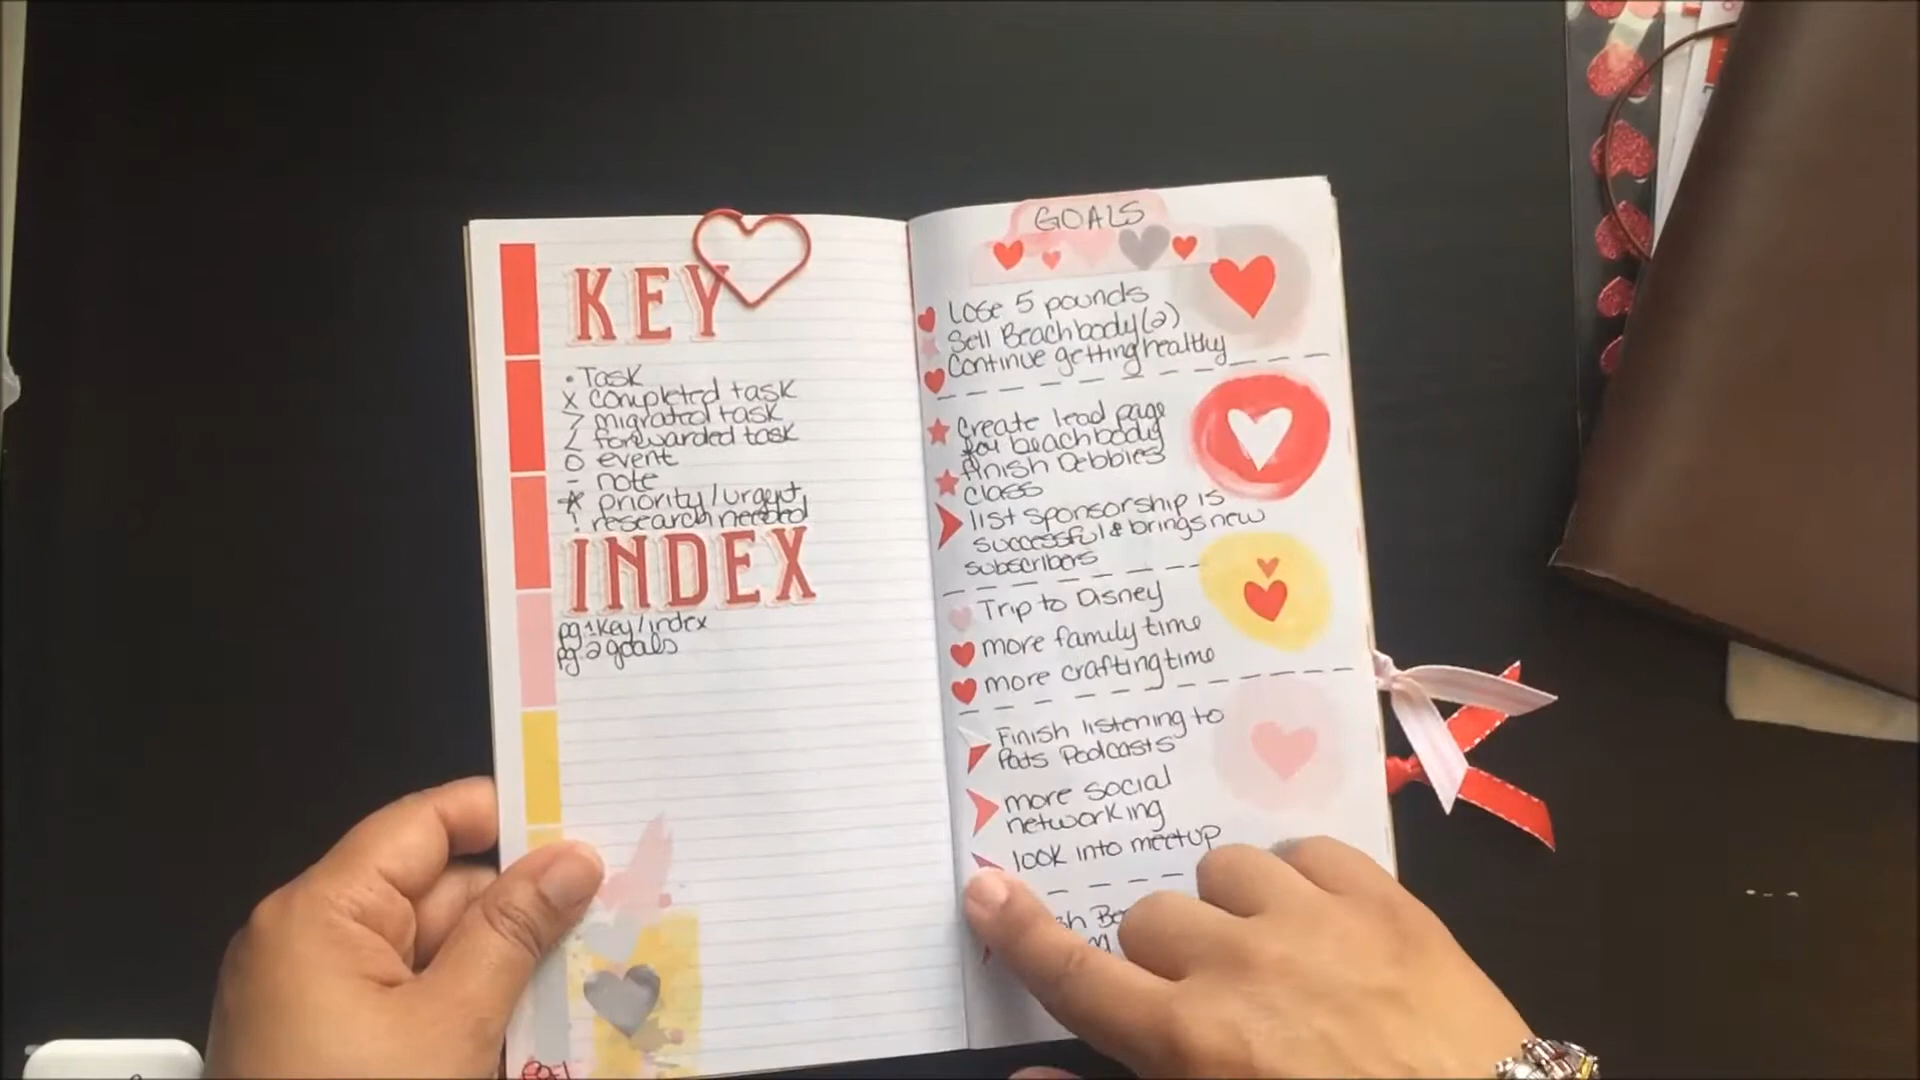 KEY
• Task
x completed task
> migrated task
< forwarded task
o event
- note
* priority/urgent
! research needed
INDEX
pg 1 key/index
pg 2 goals
GOALS
Lose 5 pounds
Sell Beachbody (2)
Continue getting healthy
Create lead page
for beachbody
finish Debbies
class
list sponsorship is
successful & brings new
subscribers
Trip to Disney
more family time
more crafting time
Finish listening to
Pats Podcasts
more social
networking
look into meetup